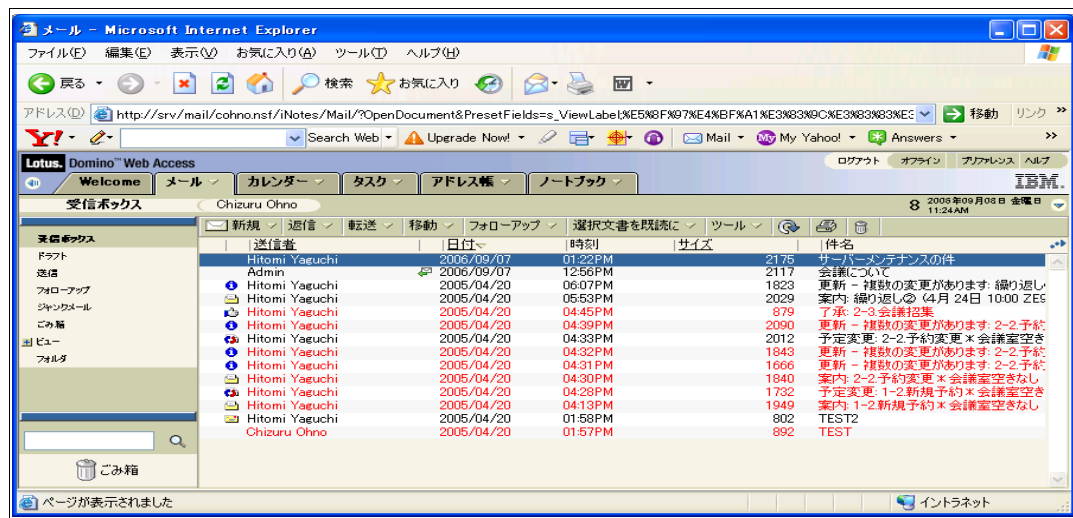 メール - Microsoft Internet Explorer
ファイル(F) 編集(E) 表示(V) お気に入り(A) ツール(T) ヘルプ(H)
戻る 検索 お気に入り
アドレス(D) http://srv/mail/cohno.nsf/iNotes/Mail/?OpenDocument&PresetFields=s_ViewLabel;%E5%8F%97%E4%BF%A1%E3%83%9C%E3%83%83%E3 移動 リンク »
Y! Search Web Upgrade Now! Mail My Yahoo! Answers »
Lotus. Domino™ Web Access ログアウト オフライン プリファレンス ヘルプ
Welcome メール カレンダー タスク アドレス帳 ノートブック IBM.
受信ボックス Chizuru Ohno 8 2006年09月08日 金曜日
11:24AM
新規 返信 転送 移動 フォローアップ 選択文書を既読に ツール
受信ボックス
ドラフト
送信
フォローアップ
ジャンクメール
ごみ箱
ビュー
フォルダ
ごみ箱
送信者 日付 時刻 サイズ 件名
Hitomi Yaguchi 2006/09/07 01:22PM 2175 サーバーメンテナンスの件
Admin 2006/09/07 12:56PM 2117 会議について
Hitomi Yaguchi 2005/04/20 06:07PM 1823 更新 - 複数の変更があります: 繰り返し
Hitomi Yaguchi 2005/04/20 05:53PM 2029 案内: 繰り返し② (4月 24日 10:00 ZE9
Hitomi Yaguchi 2005/04/20 04:45PM 879 了承: 2-3.会議招集
Hitomi Yaguchi 2005/04/20 04:39PM 2090 更新 - 複数の変更があります: 2-2.予約
Hitomi Yaguchi 2005/04/20 04:33PM 2012 予定変更: 2-2.予約変更*会議室空き
Hitomi Yaguchi 2005/04/20 04:32PM 1843 更新 - 複数の変更があります: 2-2.予約
Hitomi Yaguchi 2005/04/20 04:31PM 1666 更新 - 複数の変更があります: 2-2.予約
Hitomi Yaguchi 2005/04/20 04:30PM 1840 案内: 2-2.予約変更*会議室空きなし
Hitomi Yaguchi 2005/04/20 04:28PM 1732 予定変更: 1-2.新規予約*会議室空き
Hitomi Yaguchi 2005/04/20 04:13PM 1949 案内: 1-2.新規予約*会議室空きなし
Hitomi Yaguchi 2005/04/20 01:58PM 802 TEST2
Chizuru Ohno 2005/04/20 01:57PM 892 TEST
ページが表示されました イントラネット